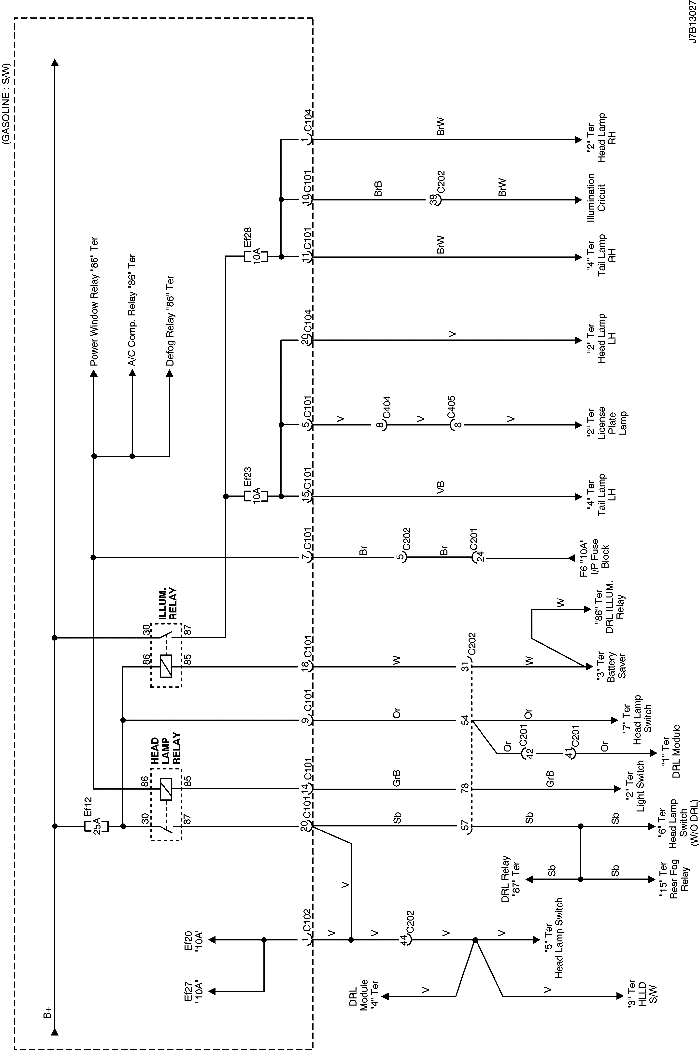 J7B13027
(GASOLINE : S/W)
B+
Power Window Relay "86" Ter
A/C Comp. Relay "86" Ter
Defog Relay "86" Ter
Ef28
10A
Ef23
10A
Ef12
25A
ILLUM.
RELAY
30
87
86
85
HEAD
LAMP
RELAY
86
85
30
87
Ef20
"10A"
Ef27
"10A"
1
C104
BrW
"2" Ter
Head Lamp
RH
10
C101
BrB
39
C202
BrW
Illumination
Cricuit
11
C101
BrW
"4" Ter
Tail Lamp
RH
29
C104
V
"2" Ter
Head Lamp
LH
5
C101
V
8
C404
V
8
C405
V
"2" Ter
License
Plate
Lamp
15
C101
VB
"4" Ter
Tail Lamp
LH
7
C101
Br
5
C202
Br
24
C201
F6 "10A"
I/P Fuse
Block
18
C101
W
31
C202
W
"3" Ter
Battery
Saver
W
"86" Ter
DRL ILLUM.
Relay
9
C101
Or
54
Or
"7" Ter
Head Lamp
Switch
Or
42
C201
41
C201
Or
"1" Ter
DRL Module
14
C101
GrB
78
GrB
"2" Ter
Light Switch
20
C101
Sb
57
Sb
"6" Ter
Head Lamp
Switch
(W/O DRL)
Sb
DRL Relay
"87" Ter
Sb
"15" Ter
Rear Fog
Relay
V
1
C102
V
V
44
C202
V
V
"5" Ter
Head Lamp Switch
V
DRL
Module
"4" Ter
V
"3" Ter
HLLD
S/W